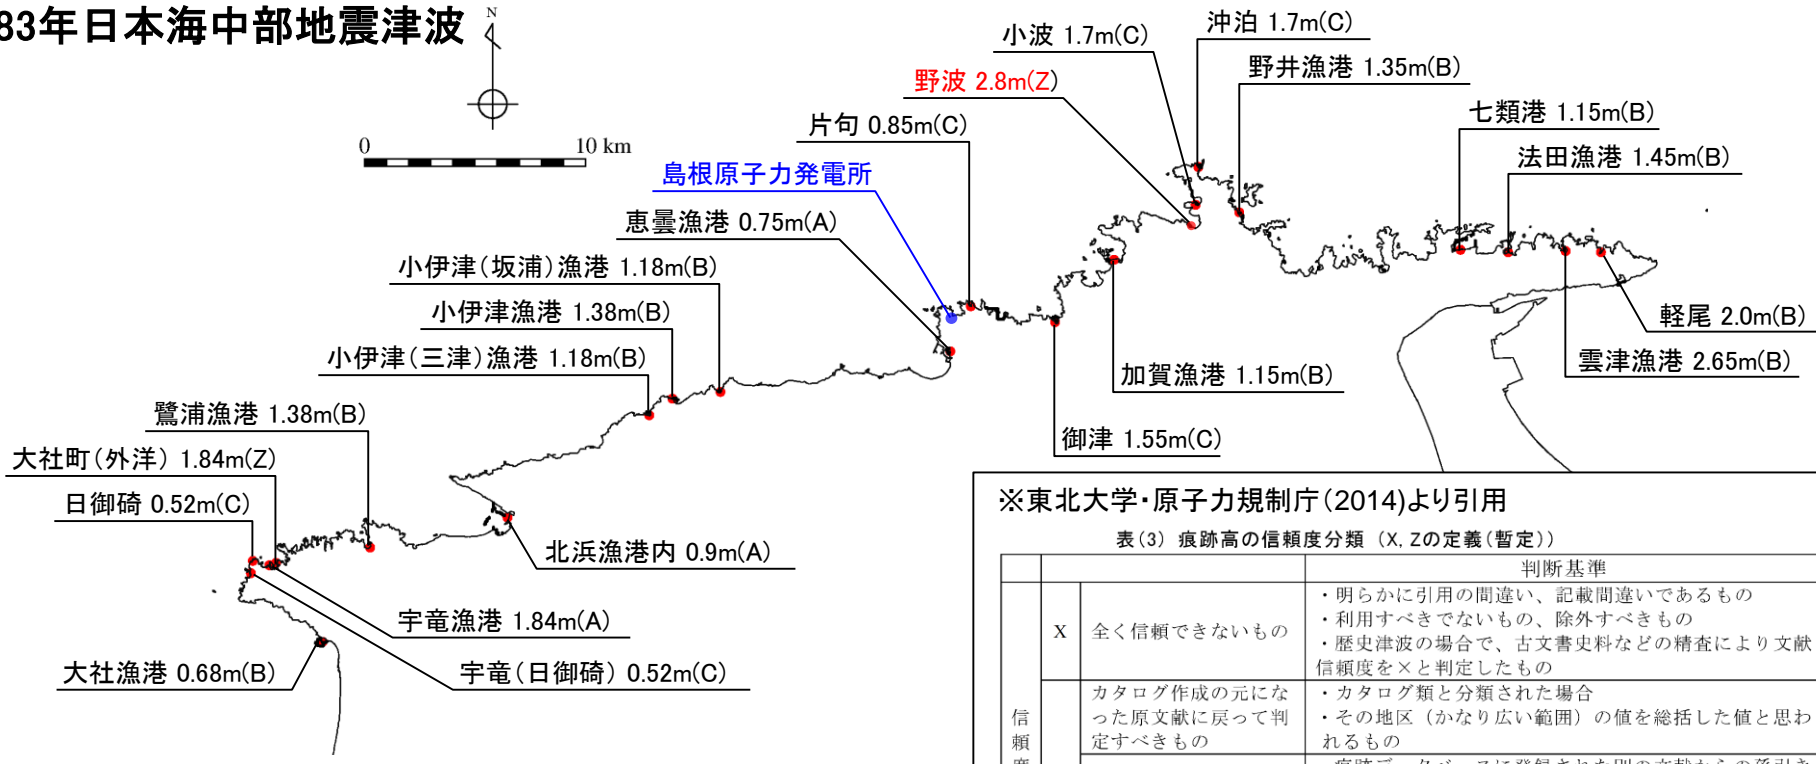 83年日本海中部地震津波
N
0 10 km
沖泊 1.7m(C)
小波 1.7m(C)
野井漁港 1.35m(B)
野波 2.8m(Z)
七類港 1.15m(B)
片句 0.85m(C)
法田漁港 1.45m(B)
島根原子力発電所
恵曇漁港 0.75m(A)
小伊津(坂浦)漁港 1.18m(B)
小伊津漁港 1.38m(B)
軽尾 2.0m(B)
小伊津(三津)漁港 1.18m(B)
雲津漁港 2.65m(B)
加賀漁港 1.15m(B)
鷺浦漁港 1.38m(B)
御津 1.55m(C)
大社町(外洋) 1.84m(Z)
日御碕 0.52m(C)
北浜漁港内 0.9m(A)
宇竜漁港 1.84m(A)
大社漁港 0.68m(B)
宇竜(日御碕) 0.52m(C)
※東北大学・原子力規制庁(2014)より引用
表(3) 痕跡高の信頼度分類 (X, Zの定義(暫定))
判断基準
X 全く信頼できないもの
・明らかに引用の間違い、記載間違いであるもの
・利用すべきでないもの、除外すべきもの
・歴史津波の場合で、古文書史料などの精査により文献
信頼度を×と判定したもの
カタログ作成の元にな
った原文献に戻って判
定すべきもの
・カタログ類と分類された場合
・その地区(かなり広い範囲)の値を総括した値と思わ
れるもの
信
頼